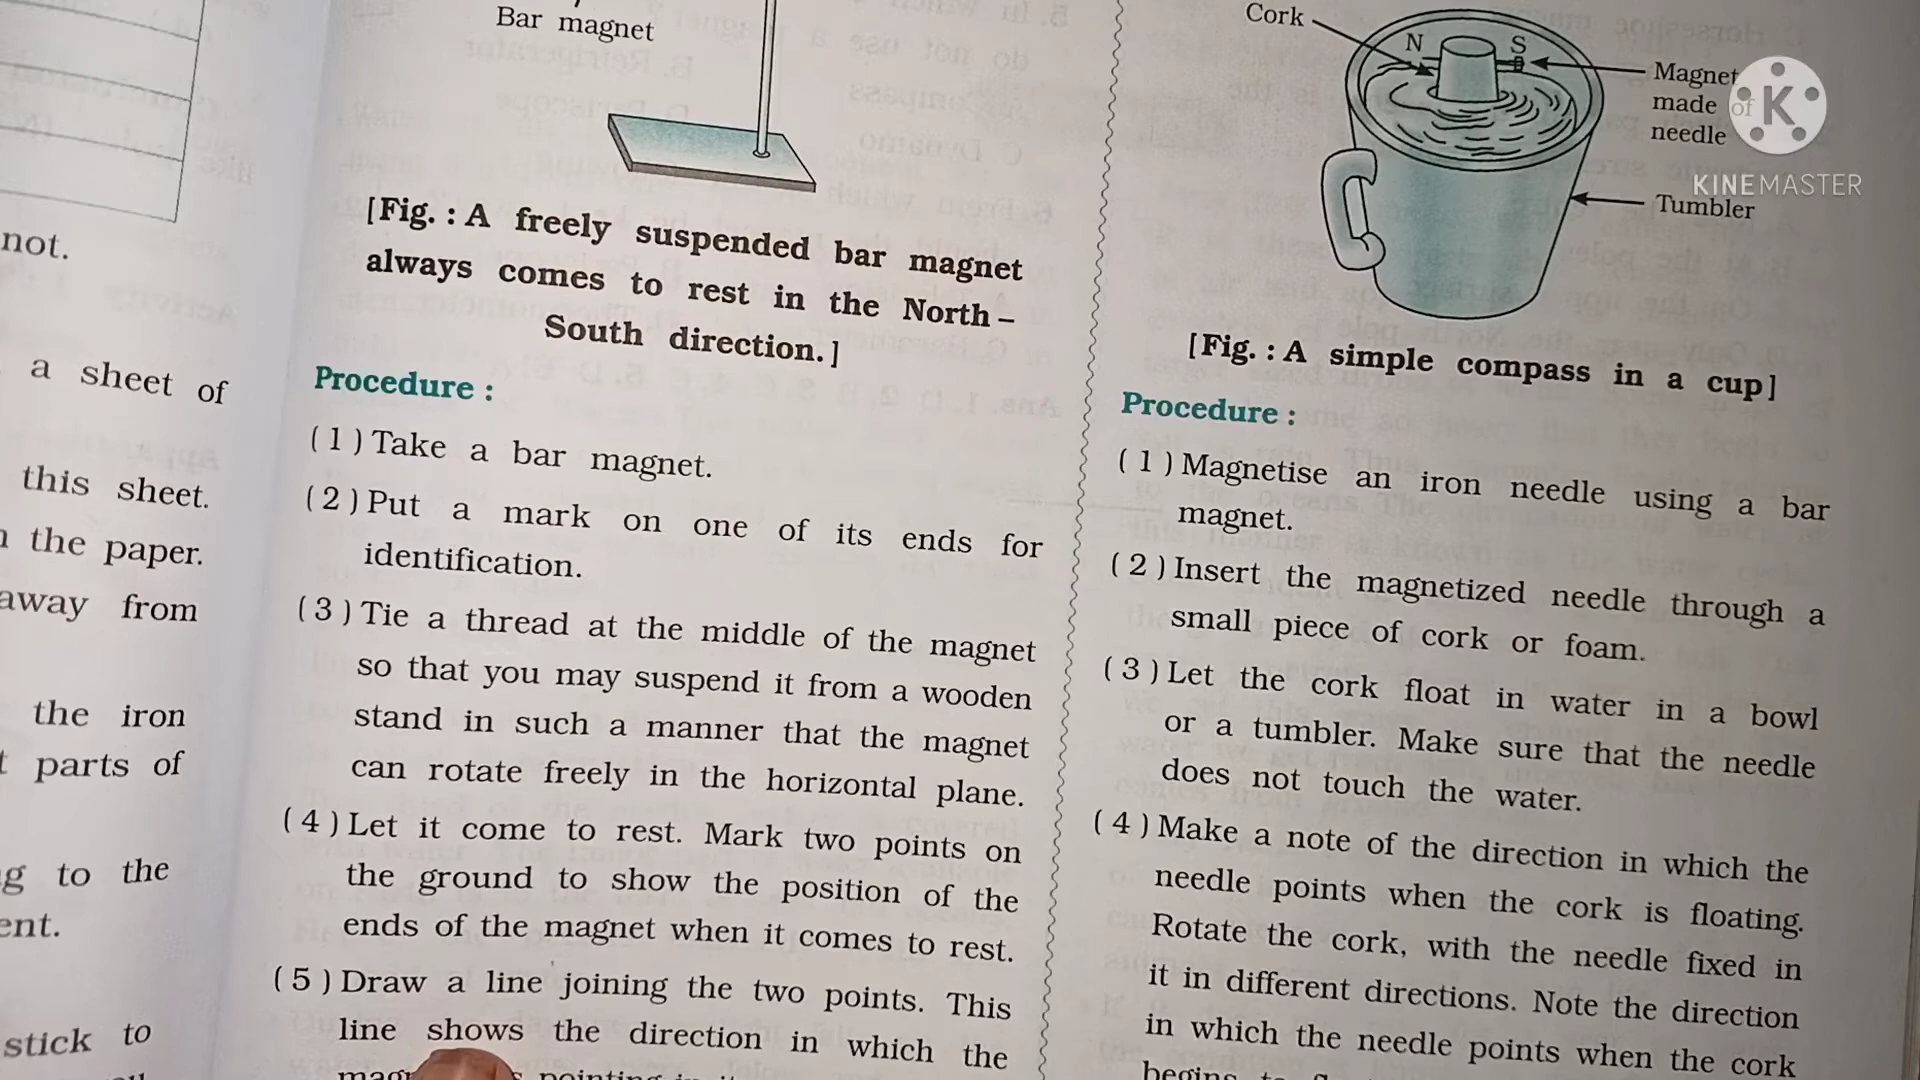 not.
a sheet of
this sheet.
the paper.
away from
the iron
parts of
to the
stick to
Bar magnet
[Fig. : A freely suspended bar magnet
always comes to rest in the North –
South direction.]
Procedure :
(1) Take a bar magnet.
(2) Put a mark on one of its ends for
identification.
(3) Tie a thread at the middle of the magnet
so that you may suspend it from a wooden
stand in such a manner that the magnet
can rotate freely in the horizontal plane.
(4) Let it come to rest. Mark two points on
the ground to show the position of the
ends of the magnet when it comes to rest.
(5) Draw a line joining the two points. This
line shows the direction in which the
pointing
Cork
N
S
Magnet
made of
needle
Tumbler
K
KINEMASTER
[Fig. : A simple compass in a cup]
Procedure :
(1) Magnetise an iron needle using a bar
magnet.
(2) Insert the magnetized needle through a
small piece of cork or foam.
(3) Let the cork float in water in a bowl
or a tumbler. Make sure that the needle
does not touch the water.
(4) Make a note of the direction in which the
needle points when the cork is floating.
Rotate the cork, with the needle fixed in
it in different directions. Note the direction
in which the needle points when the cork
begins